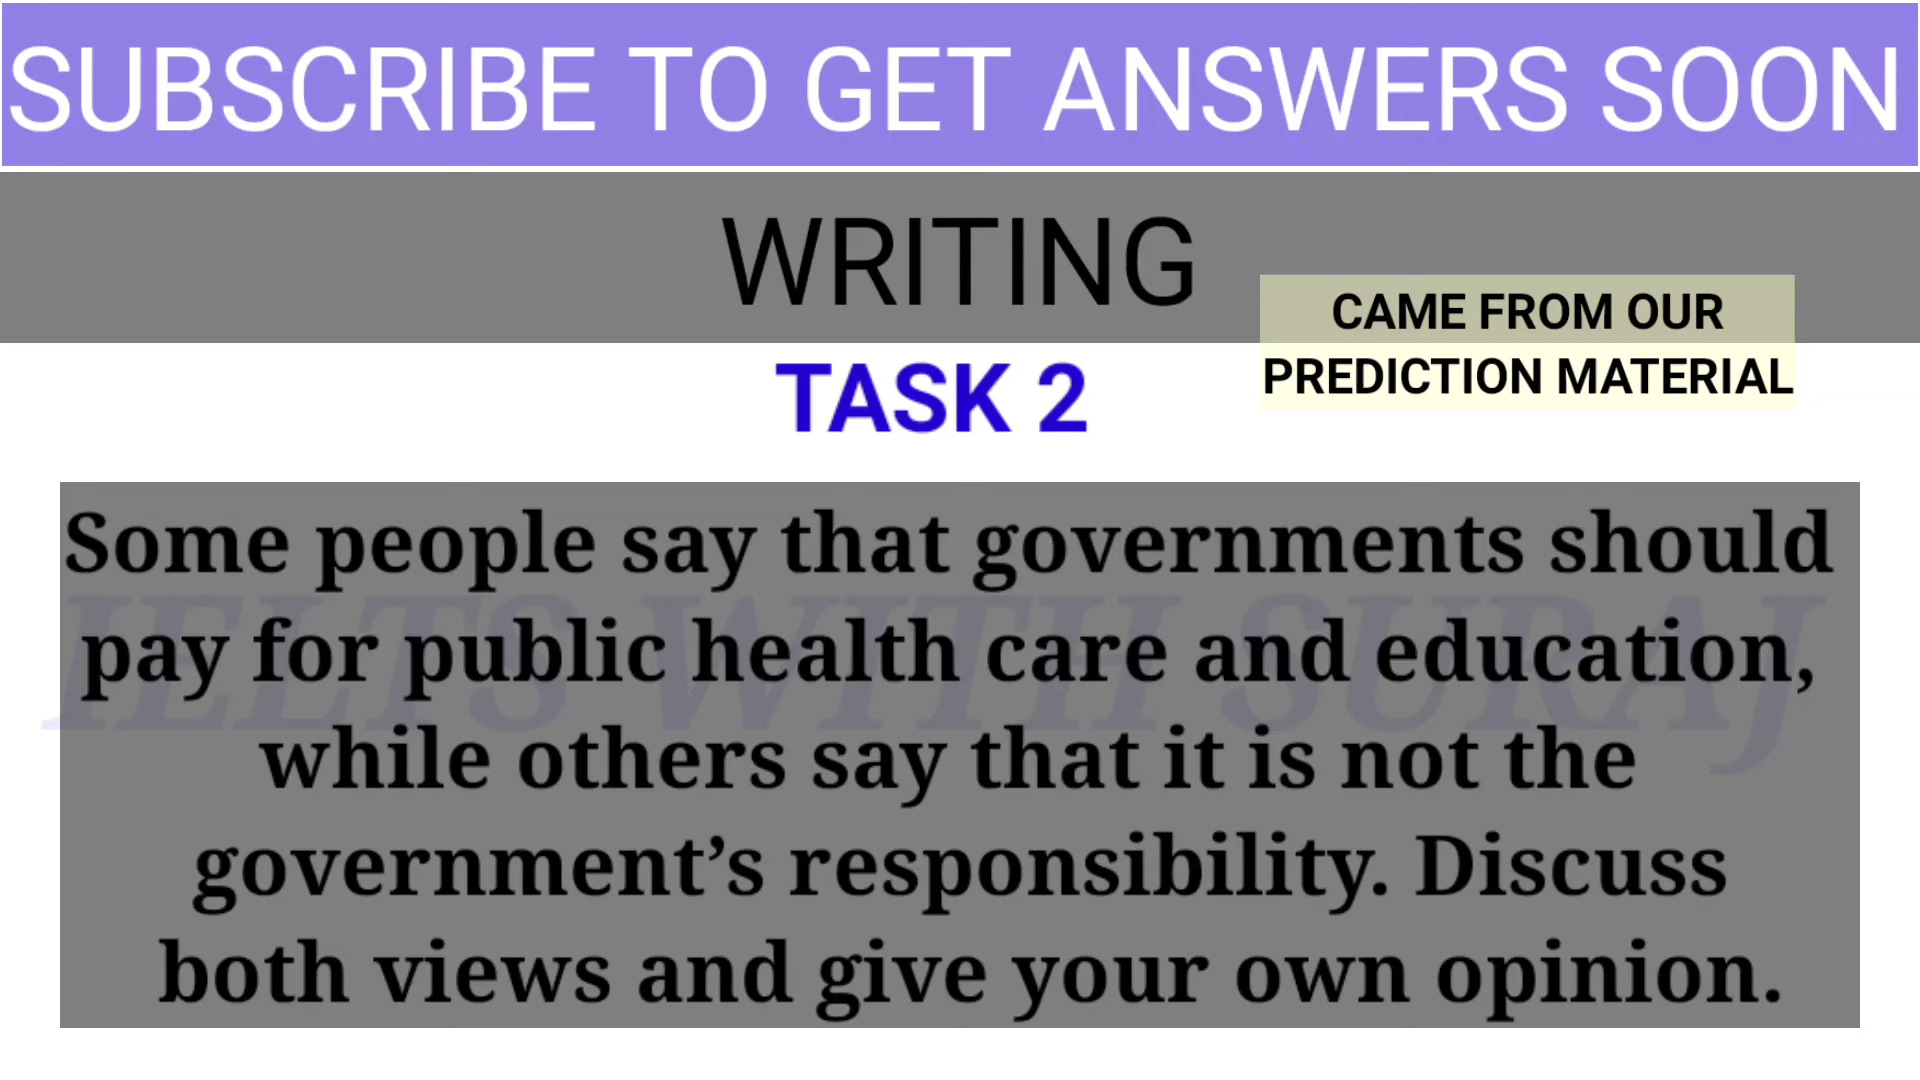 SUBSCRIBE TO GET ANSWERS SOON
WRITING
CAME FROM OUR
PREDICTION MATERIAL
TASK 2
Some people say that governments should
pay for public health care and education,
while others say that it is not the
government’s responsibility. Discuss
both views and give your own opinion.
IELTS WITH SURAJ